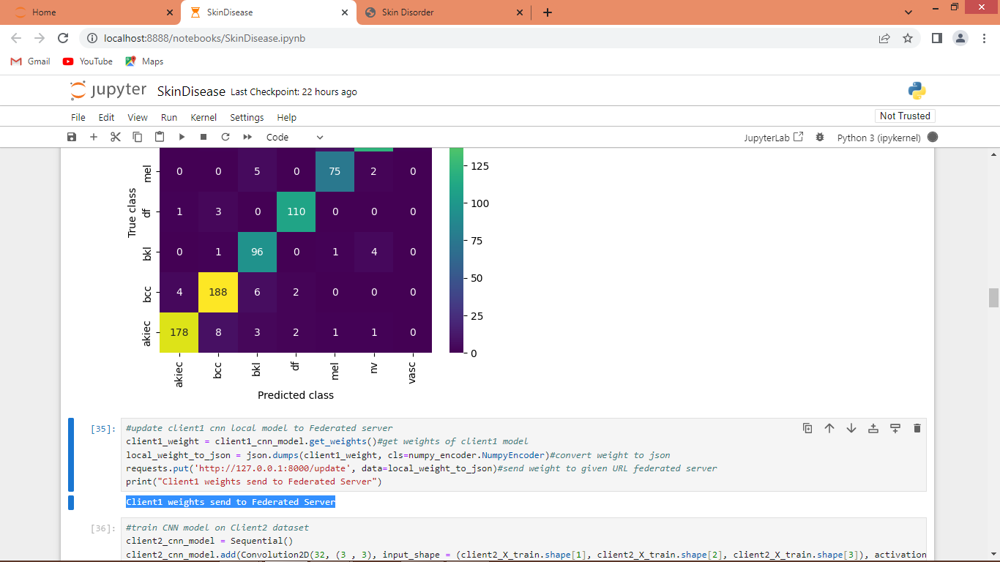 Home
SkinDisease
Skin Disorder
localhost:8888/notebooks/SkinDisease.ipynb
Gmail
YouTube
Maps
jupyter SkinDisease Last Checkpoint: 22 hours ago
File Edit View Run Kernel Settings Help
Not Trusted
Code
JupyterLab
Python 3 (ipykernel)
True class
mel 0 0 5 0 75 2 0
df 1 3 0 110 0 0 0
bkl 0 1 96 0 1 4 0
bcc 4 188 6 2 0 0 0
akiec 178 8 3 2 1 1 0
akiec bcc bkl df mel nv vasc
Predicted class
125
100
75
50
25
0
[35]:
#update client1 cnn local model to Federated server
client1_weight = client1_cnn_model.get_weights()#get weights of client1 model
local_weight_to_json = json.dumps(client1_weight, cls=numpy_encoder.NumpyEncoder)#convert weight to json
requests.put('http://127.0.0.1:8000/update', data=local_weight_to_json)#send weight to given URL federated server
print("Client1 weights send to Federated Server")
Client1 weights send to Federated Server
[36]:
#train CNN model on Client2 dataset
client2_cnn_model = Sequential()
client2_cnn_model.add(Convolution2D(32, (3 , 3), input_shape = (client2_X_train.shape[1], client2_X_train.shape[2], client2_X_train.shape[3]), activation